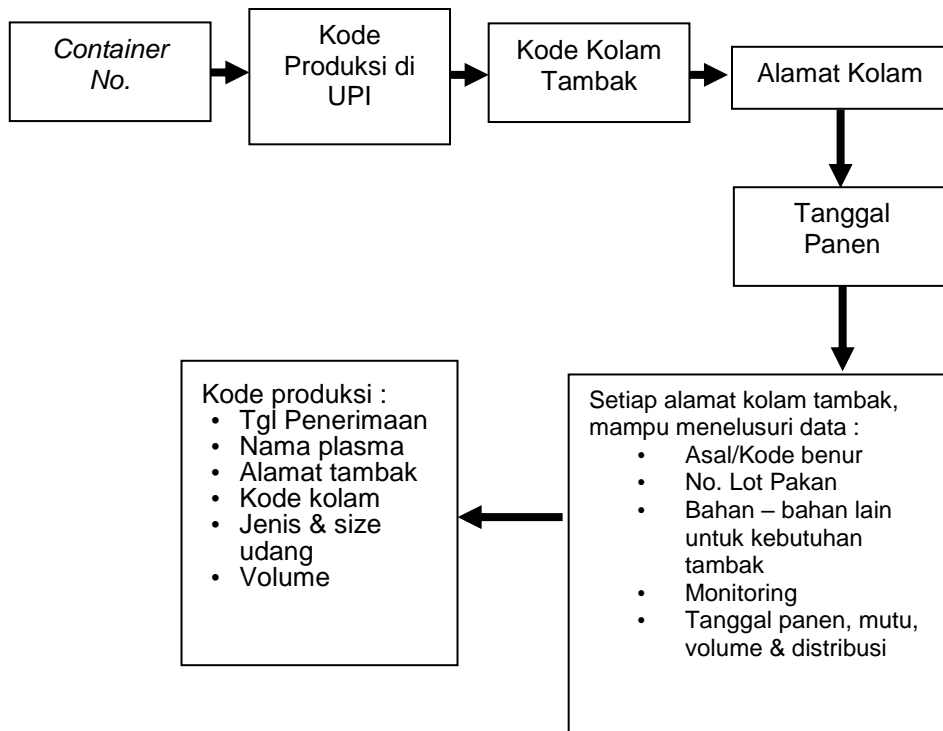 Container
No.
Kode
Produksi di
UPI
Kode Kolam
Tambak
Alamat Kolam
Tanggal
Panen
Setiap alamat kolam tambak,
mampu menelusuri data :
• Asal/Kode benur
• No. Lot Pakan
• Bahan – bahan lain
untuk kebutuhan
tambak
• Monitoring
• Tanggal panen, mutu,
volume & distribusi
Kode produksi :
• Tgl Penerimaan
• Nama plasma
• Alamat tambak
• Kode kolam
• Jenis & size
udang
• Volume